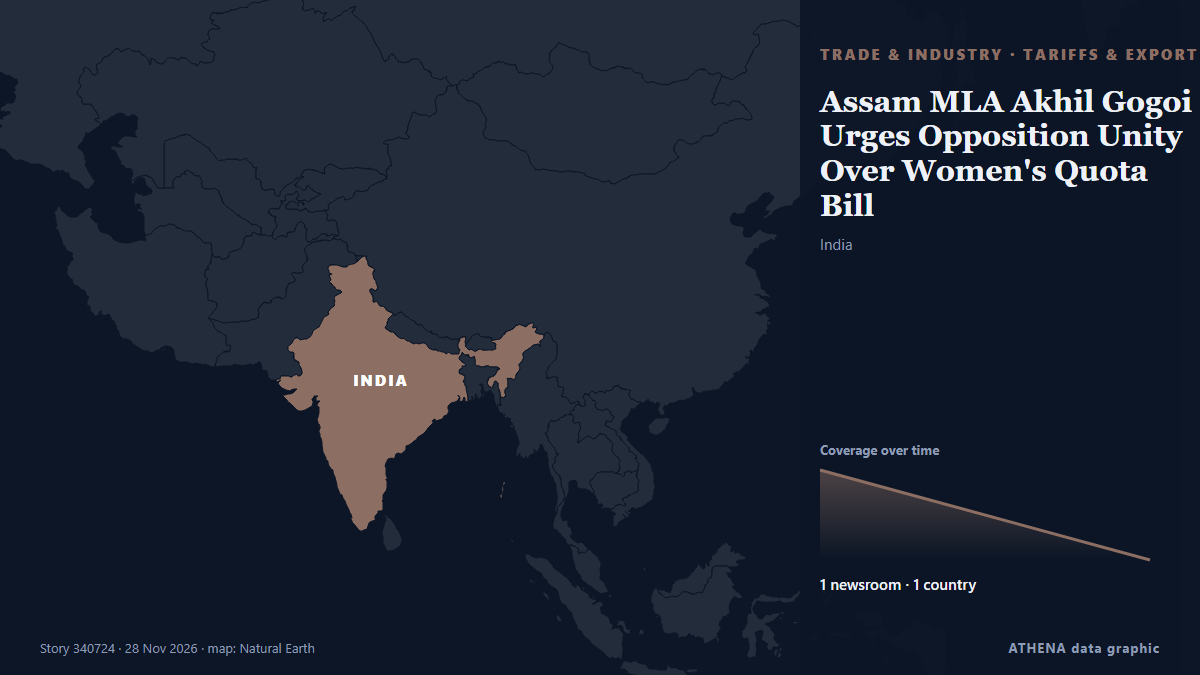 TRADE & INDUSTRY · TARIFFS & EXPORT
Assam MLA Akhil Gogoi
Urges Opposition Unity
Over Women's Quota
Bill
India
INDIA
Coverage over time
1 newsroom · 1 country
Story 340724 · 28 Nov 2026 · map: Natural Earth
ATHENA data graphic